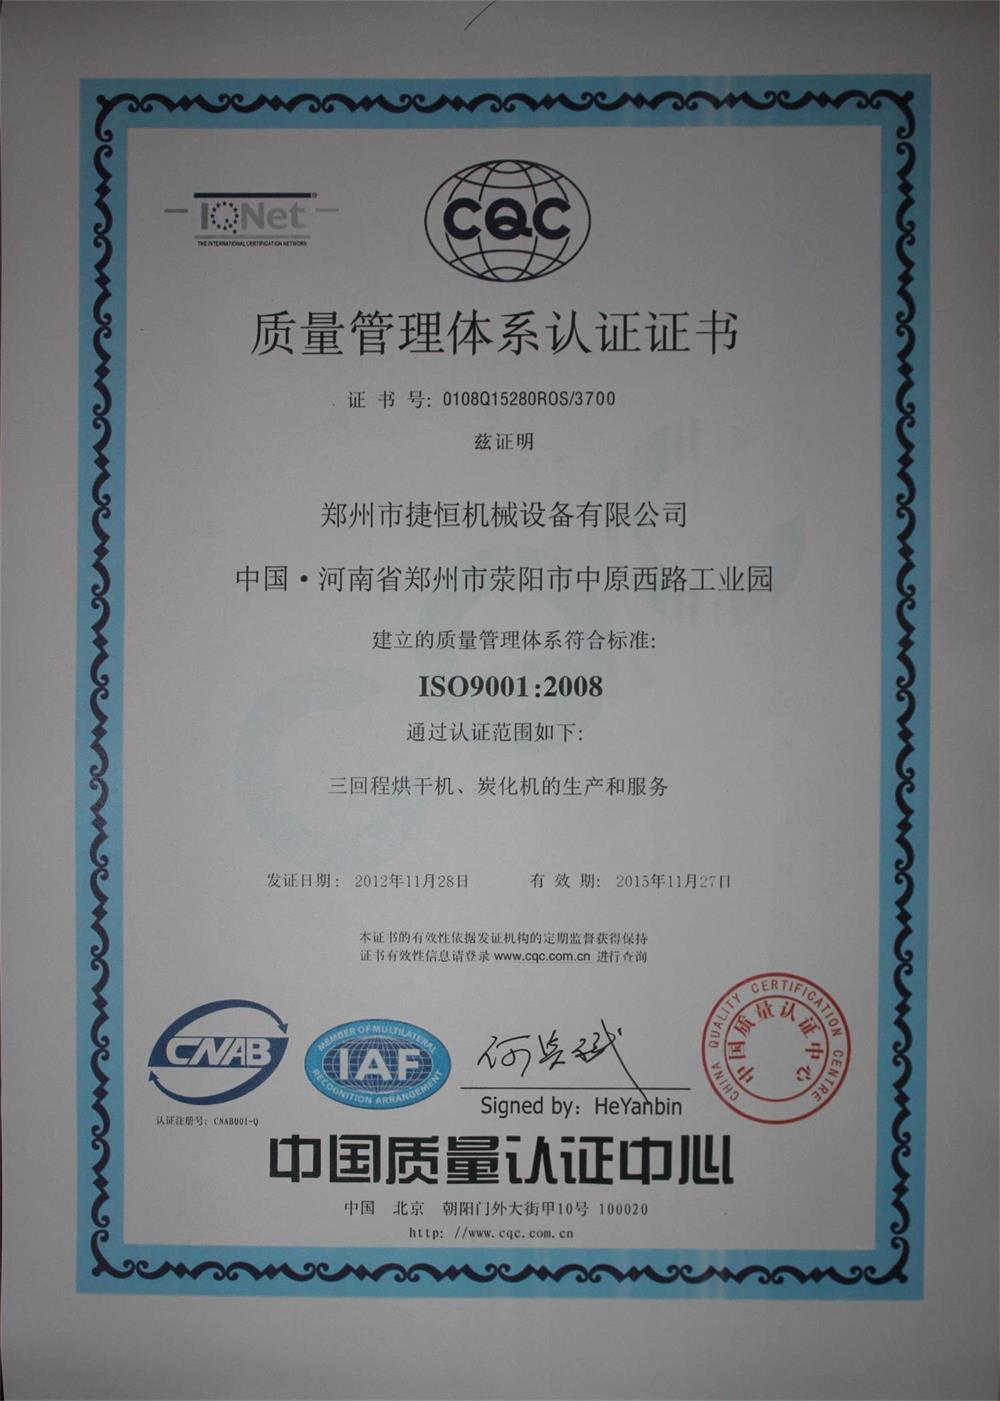 IQNet
THE INTERNATIONAL CERTIFICATION NETWORK
CQC
质量管理体系认证证书
证 书 号: 0108Q15280ROS/3700
兹证明
郑州市捷恒机械设备有限公司
中国·河南省郑州市荥阳市中原西路工业园
建立的质量管理体系符合标准:
ISO9001:2008
通过认证范围如下:
三回程烘干机、炭化机的生产和服务
发证日期: 2012年11月28日 有 效 期: 2015年11月27日
本证书的有效性依据发证机构的定期监督获得保持
证书有效性信息请登录 www.cqc.com.cn 进行查询
CNAB
认证注册号: CNAB001-Q
MEMBER OF MULTILATERAL
IAF
RECOGNITION ARRANGEMENT
Signed by: HeYanbin
CHINA QUALITY CERTIFICATION CENTRE
中国质量认证中心
中国质量认证中心
中国 北京 朝阳门外大街甲10号 100020
http: //www.cqc.com.cn